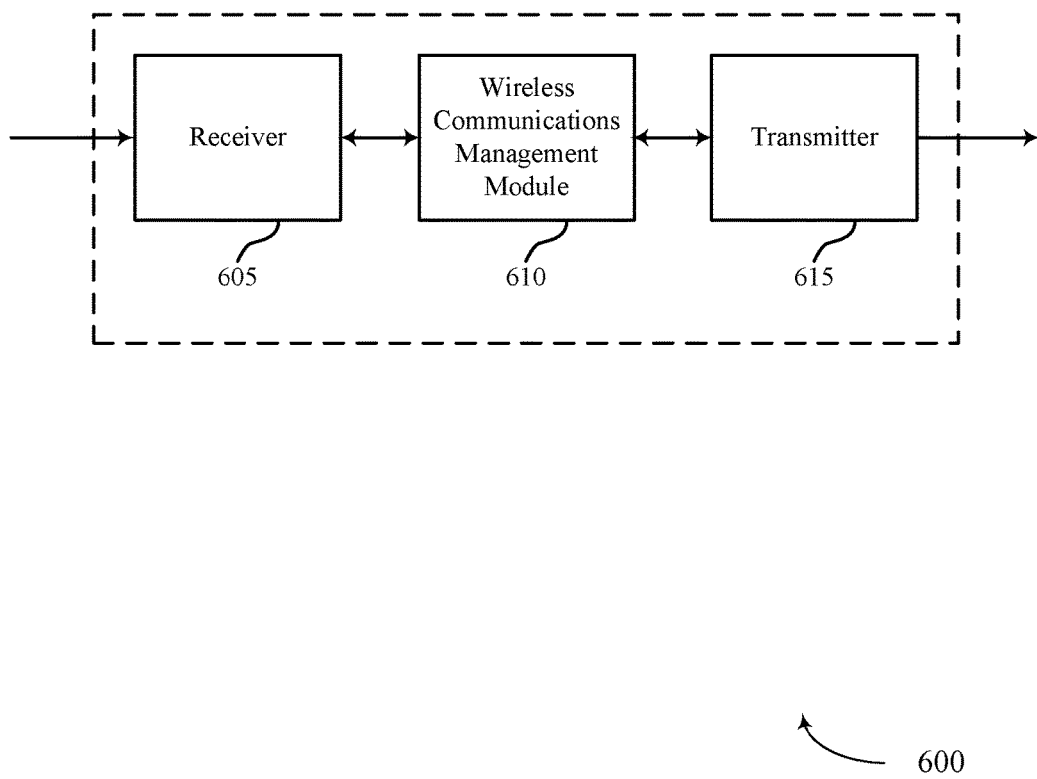 Receiver
Wireless
Communications
Management
Module
Transmitter
605
610
615
600